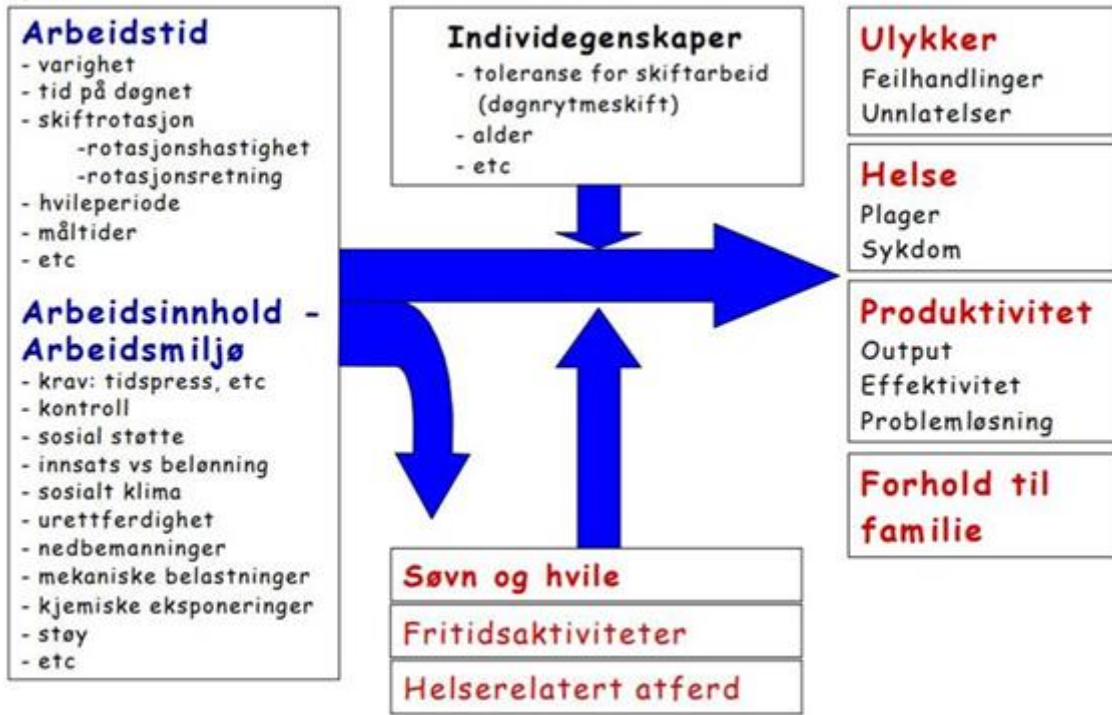 Arbeidstid
- varighet
- tid på døgnet
- skiftrotasjon
-rotasjonshastighet
-rotasjonsretning
- hvileperiode
- måltider
- etc
Arbeidsinnhold -
Arbeidsmiljø
- krav: tidspress, etc
- kontroll
- sosial støtte
- innsats vs belønning
- sosialt klima
- urettferdighet
- nedbemanninger
- mekaniske belastninger
- kjemiske eksponeringer
- støy
- etc
Individegenskaper
- toleranse for skiftarbeid
(døgnrytmeskift)
- alder
- etc
Søvn og hvile
Fritidsaktiviteter
Helserelatert atferd
Ulykker
Feilhandlinger
Unnlatelser
Helse
Plager
Sykdom
Produktivitet
Output
Effektivitet
Problemløsning
Forhold til
familie